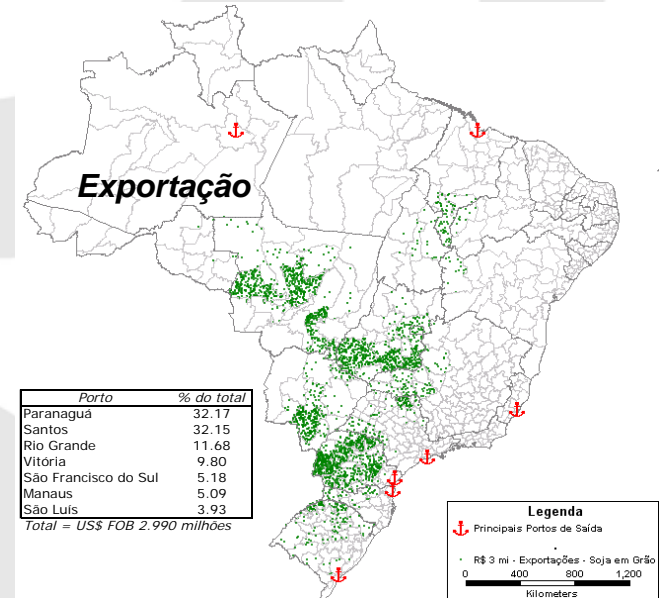 Exportação
Porto % do total
Paranaguá 32.17
Santos 32.15
Rio Grande 11.68
Vitória 9.80
São Francisco do Sul 5.18
Manaus 5.09
São Luís 3.93
Total = US$ FOB 2.990 milhões
Legenda
Principais Portos de Saída
R$ 3 mi - Exportações - Soja em Grão
0 400 800 1,200
Kilometers